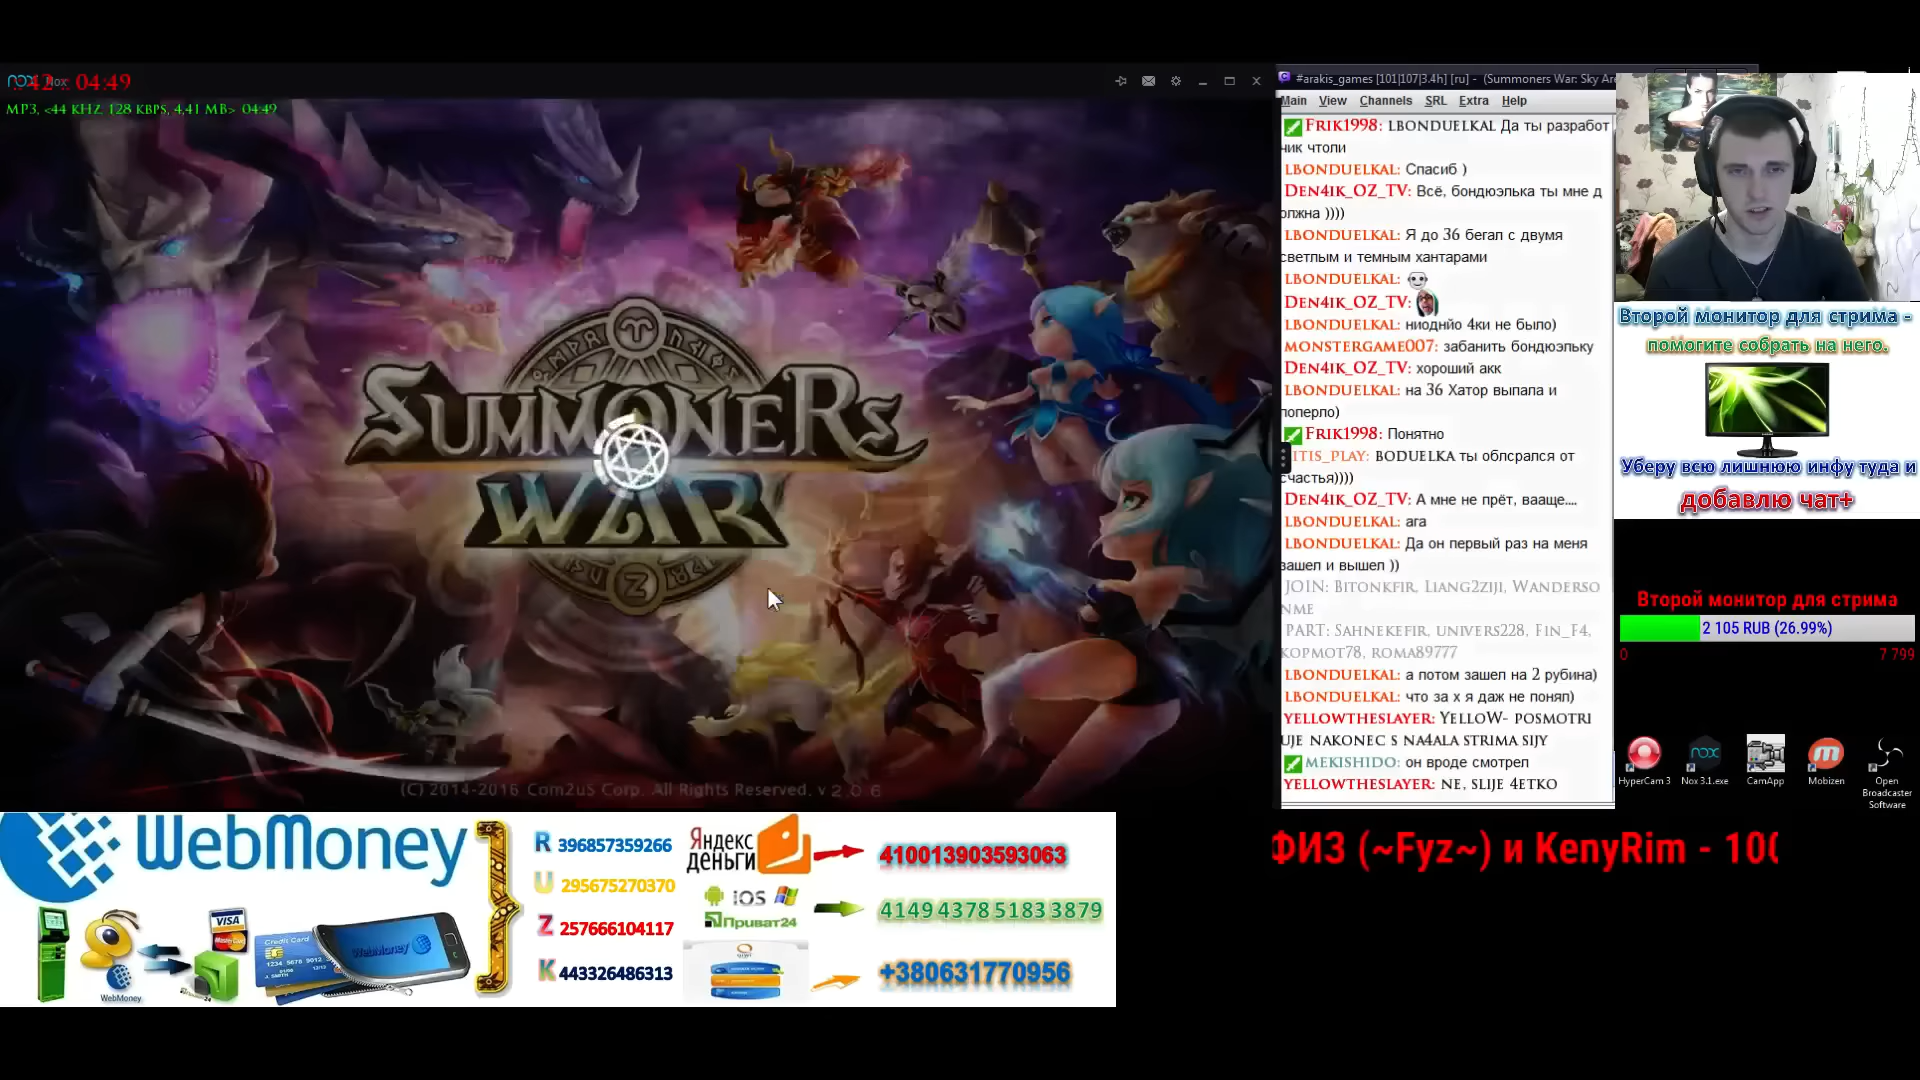 Nox
.: 42 :. 04:49
MP3, <44 KHZ, 128 KBPS, 4,41 MB> 04:49
SUMMONERS
WAR
(C) 2014-2016 Com2uS Corp. All Rights Reserved. v 2.0.6
#arakis_games [101|107|3.4h] [ru] - (Summoners War: Sky Are
Main View Channels SRL Extra Help
FRIK1998: LBONDUELKAL Да ты разработ
чик чтоли
LBONDUELKAL: Спасиб )
DEN4IK_OZ_TV: Всё, бондюэлька ты мне д
олжна ))))
LBONDUELKAL: Я до 36 бегал с двумя
светлым и темным хантарами
LBONDUELKAL:
DEN4IK_OZ_TV:
LBONDUELKAL: ниоднйо 4ки не было)
MONSTERGAME007: забанить бондюэльку
DEN4IK_OZ_TV: хороший акк
LBONDUELKAL: на 36 Хатор выпала и
поперло)
FRIK1998: Понятно
ITIS_PLAY: BODUELKA ты облсрался от
счастья))))
DEN4IK_OZ_TV: А мне не прёт, вааще....
LBONDUELKAL: ага
LBONDUELKAL: Да он первый раз на меня
зашел и вышел ))
JOIN: BITONKFIR, LIANG2ZIJI, WANDERSO
NME
PART: SAHNEKEFIR, UNIVERS228, F1N_F4,
KOPMOT78, ROMA89777
LBONDUELKAL: а потом зашел на 2 рубина)
LBONDUELKAL: что за х я даж не понял)
YELLOWTHESLAYER: YELLOW- POSMOTRI
UJE NAKONEC S NA4ALA STRIMA SIJY
MEKISHIDO: он вроде смотрел
YELLOWTHESLAYER: NE, SLIJE 4ETKO
Второй монитор для стрима -
помогите собрать на него.
Уберу всю лишнюю инфу туда и
добавлю чат+
Второй монитор для стрима
2 105 RUB (26.99%)
0 7 799
HyperCam 3 Nox 3.1.exe CamApp Mobizen Open
Broadcaster
Software
ФИЗ (~Fyz~) и KenyRim - 100
WebMoney
R 396857359266
U 295675270370
Z 257666104117
K 443326486313
Яндекс
деньги
410013903593063
iOS
Приват24
4149 4378 5183 3879
+380631770956
VISA
MasterCard
Credit Card
WebMoney
WebMoney